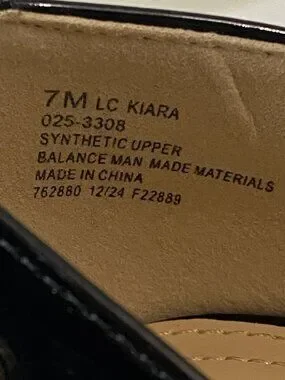 7M LC KIARA
025-3308
SYNTHETIC UPPER
BALANCE MAN MADE MATERIALS
MADE IN CHINA
762880 12/24 F22889